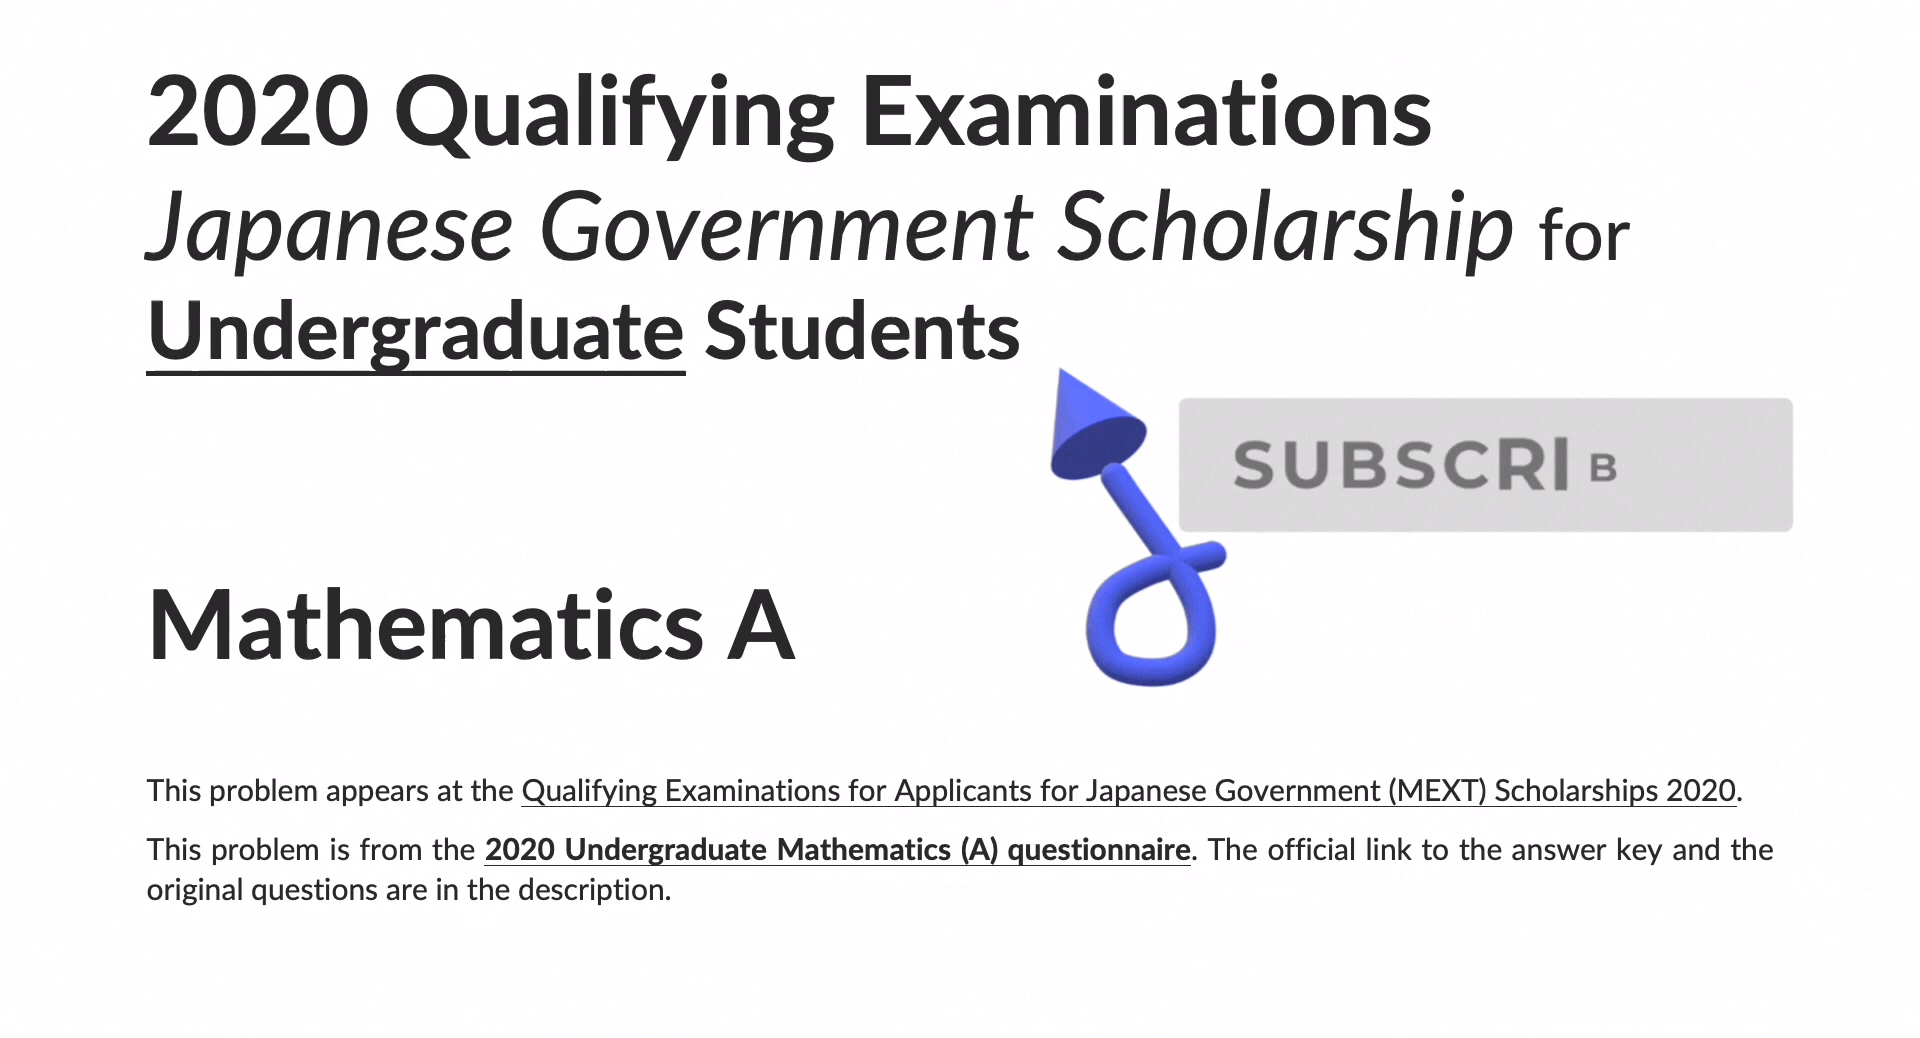 2020 Qualifying Examinations
Japanese Government Scholarship for
Undergraduate Students
SUBSCRIB
Mathematics A
This problem appears at the Qualifying Examinations for Applicants for Japanese Government (MEXT) Scholarships 2020.
This problem is from the 2020 Undergraduate Mathematics (A) questionnaire. The official link to the answer key and the
original questions are in the description.